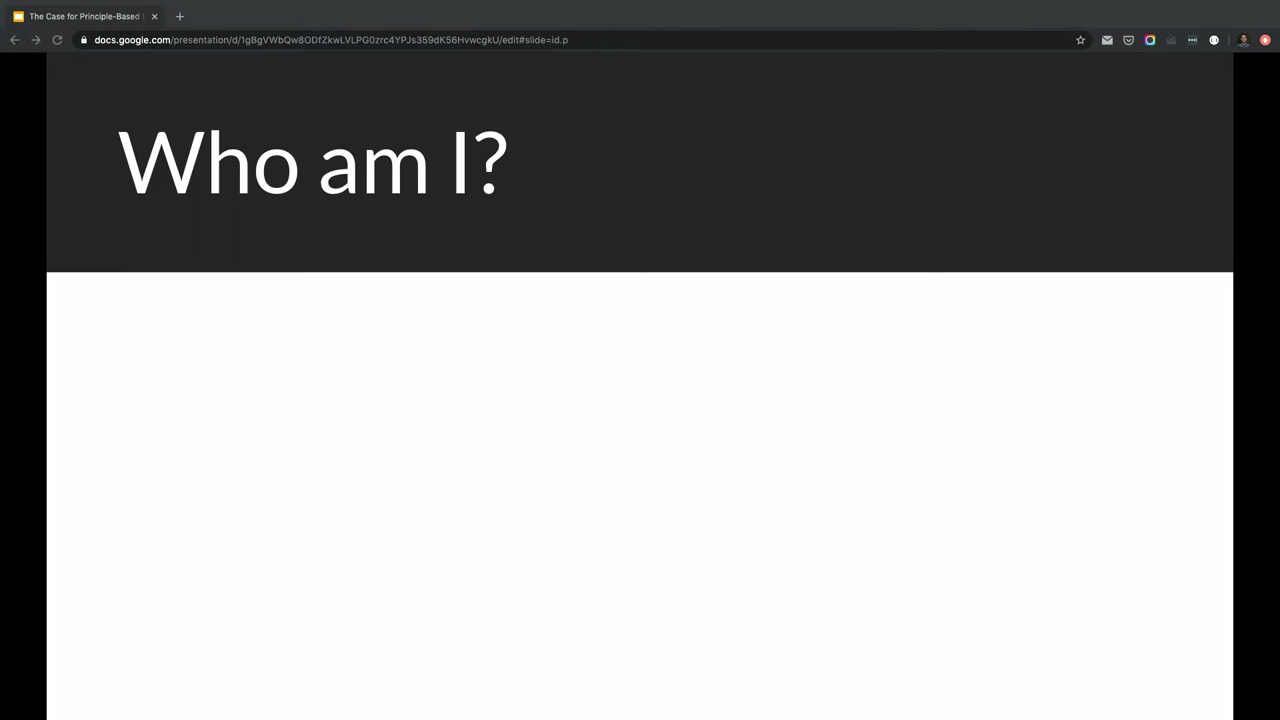 The Case for Principle-Based
docs.google.com/presentation/d/1gBgVWbQw8ODfZkwLVLPG0zrc4YPJs359dK56HvwcgkU/edit#slide=id.p
Who am I?